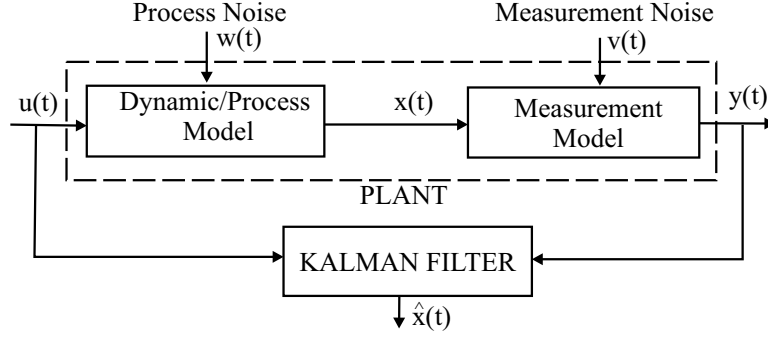 Process Noise
Measurement Noise
w(t)
v(t)
u(t)
Dynamic/Process
Model
x(t)
Measurement
Model
y(t)
PLANT
KALMAN FILTER
x̂(t)